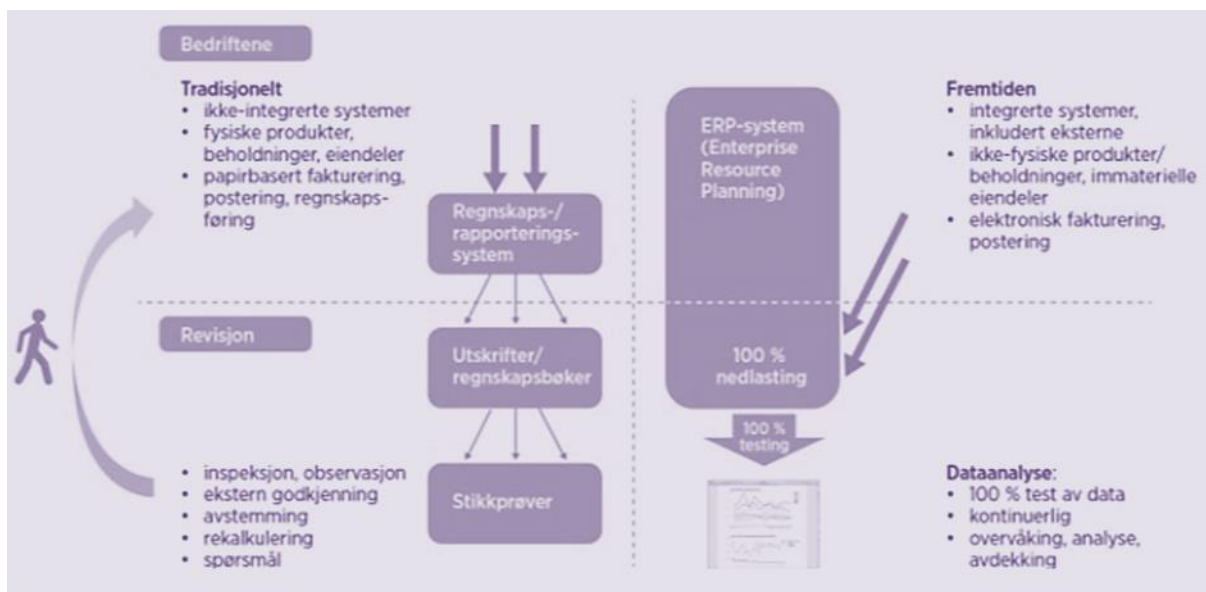 Bedriftene
Tradisjonelt
• ikke-integrerte systemer
• fysiske produkter,
beholdninger, eiendeler
• papirbasert fakturering,
postering, regnskaps-
føring
Regnskaps-/
rapporterings-
system
ERP-system
(Enterprise
Resource
Planning)
Fremtiden
• integrerte systemer,
inkludert eksterne
• ikke-fysiske produkter/
beholdninger, immaterielle
eiendeler
• elektronisk fakturering,
postering
Revisjon
Utskrifter/
regnskapsbøker
100 %
nedlasting
100 %
testing
• inspeksjon, observasjon
• ekstern godkjenning
• avstemming
• rekalkulering
• spørsmål
Stikkprøver
Dataanalyse:
• 100 % test av data
• kontinuerlig
• overvåking, analyse,
avdekking